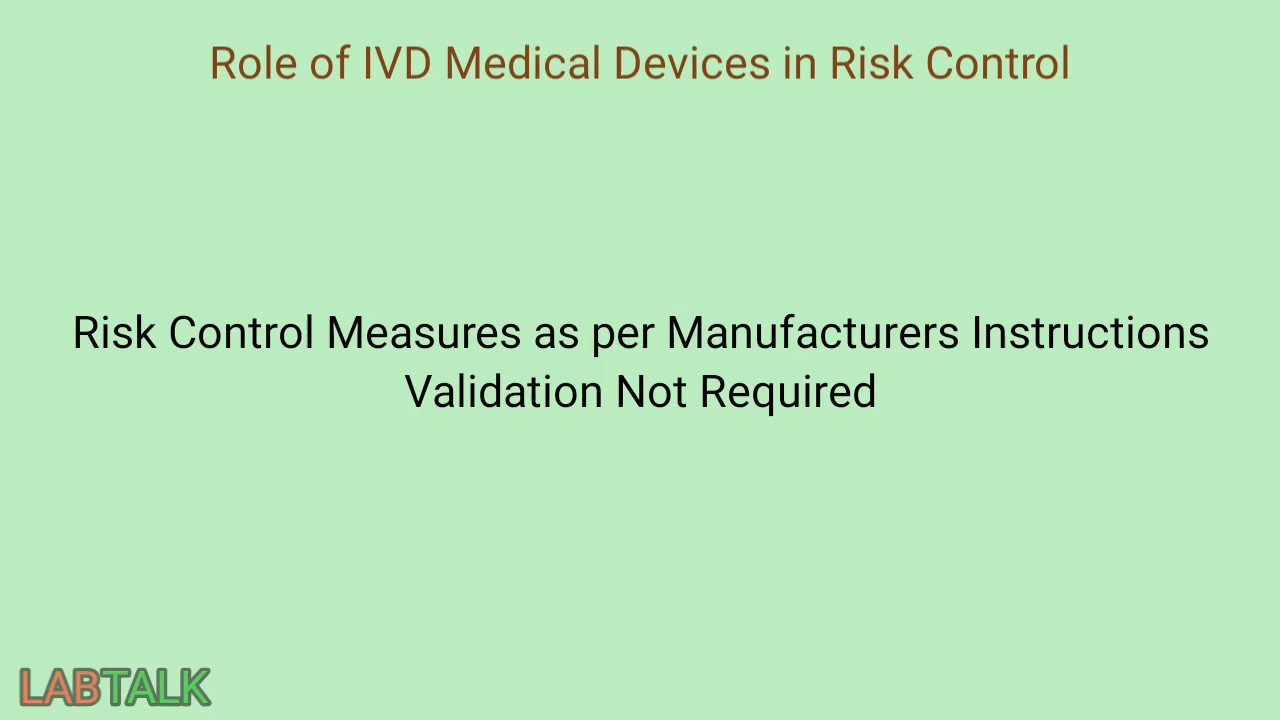 Role of IVD Medical Devices in Risk Control
Risk Control Measures as per Manufacturers Instructions
Validation Not Required
LABTALK